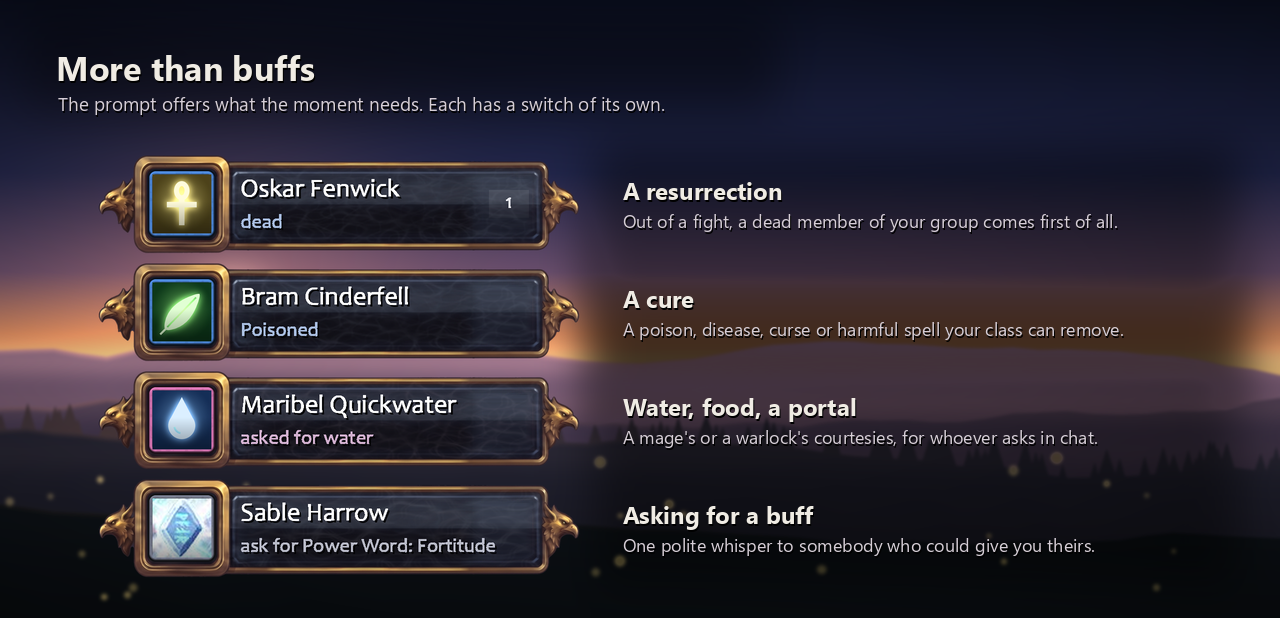 More than buffs
The prompt offers what the moment needs. Each has a switch of its own.
Oskar Fenwick
dead
1
A resurrection
Out of a fight, a dead member of your group comes first of all.
Bram Cinderfell
Poisoned
A cure
A poison, disease, curse or harmful spell your class can remove.
Maribel Quickwater
asked for water
Water, food, a portal
A mage's or a warlock's courtesies, for whoever asks in chat.
Sable Harrow
ask for Power Word: Fortitude
Asking for a buff
One polite whisper to somebody who could give you theirs.